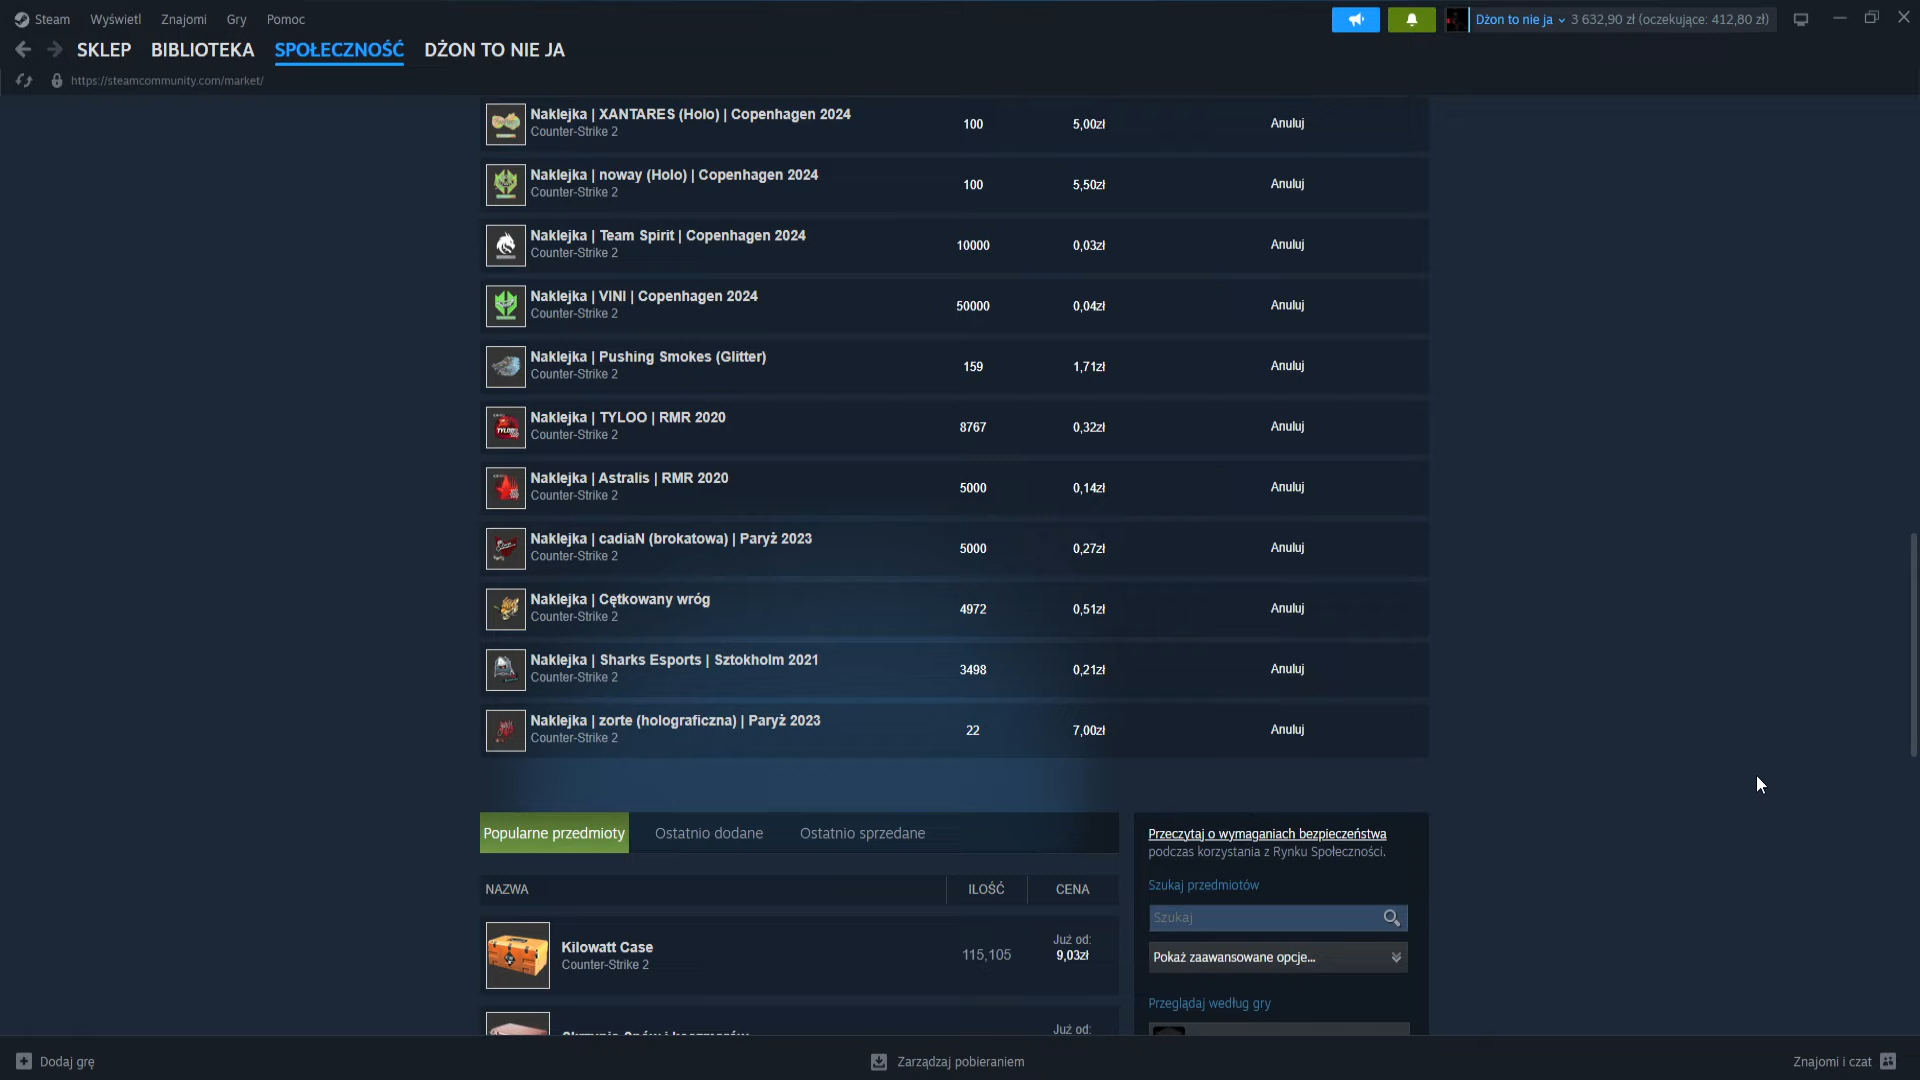 Steam Wyświetl Znajomi Gry Pomoc
Dżon to nie ja 3 632,90 zł (oczekujące: 412,80 zł)
SKLEP BIBLIOTEKA SPOŁECZNOŚĆ DŻON TO NIE JA
https://steamcommunity.com/market/
Naklejka | XANTARES (Holo) | Copenhagen 2024
Counter-Strike 2
100 5,00zł Anuluj
Naklejka | noway (Holo) | Copenhagen 2024
Counter-Strike 2
100 5,50zł Anuluj
Naklejka | Team Spirit | Copenhagen 2024
Counter-Strike 2
10000 0,03zł Anuluj
Naklejka | VINI | Copenhagen 2024
Counter-Strike 2
50000 0,04zł Anuluj
Naklejka | Pushing Smokes (Glitter)
Counter-Strike 2
159 1,71zł Anuluj
Naklejka | TYLOO | RMR 2020
Counter-Strike 2
8767 0,32zł Anuluj
Naklejka | Astralis | RMR 2020
Counter-Strike 2
5000 0,14zł Anuluj
Naklejka | cadiaN (brokatowa) | Paryż 2023
Counter-Strike 2
5000 0,27zł Anuluj
Naklejka | Cętkowany wróg
Counter-Strike 2
4972 0,51zł Anuluj
Naklejka | Sharks Esports | Sztokholm 2021
Counter-Strike 2
3498 0,21zł Anuluj
Naklejka | zorte (holograficzna) | Paryż 2023
Counter-Strike 2
22 7,00zł Anuluj
Popularne przedmioty Ostatnio dodane Ostatnio sprzedane
NAZWA ILOŚĆ CENA
Kilowatt Case
Counter-Strike 2
115,105
Już od:
9,03zł
Już od:
Przeczytaj o wymaganiach bezpieczeństwa
podczas korzystania z Rynku Społeczności.
Szukaj przedmiotów
Szukaj
Pokaż zaawansowane opcje...
Przeglądaj według gry
Dodaj grę
Zarządzaj pobieraniem
Znajomi i czat